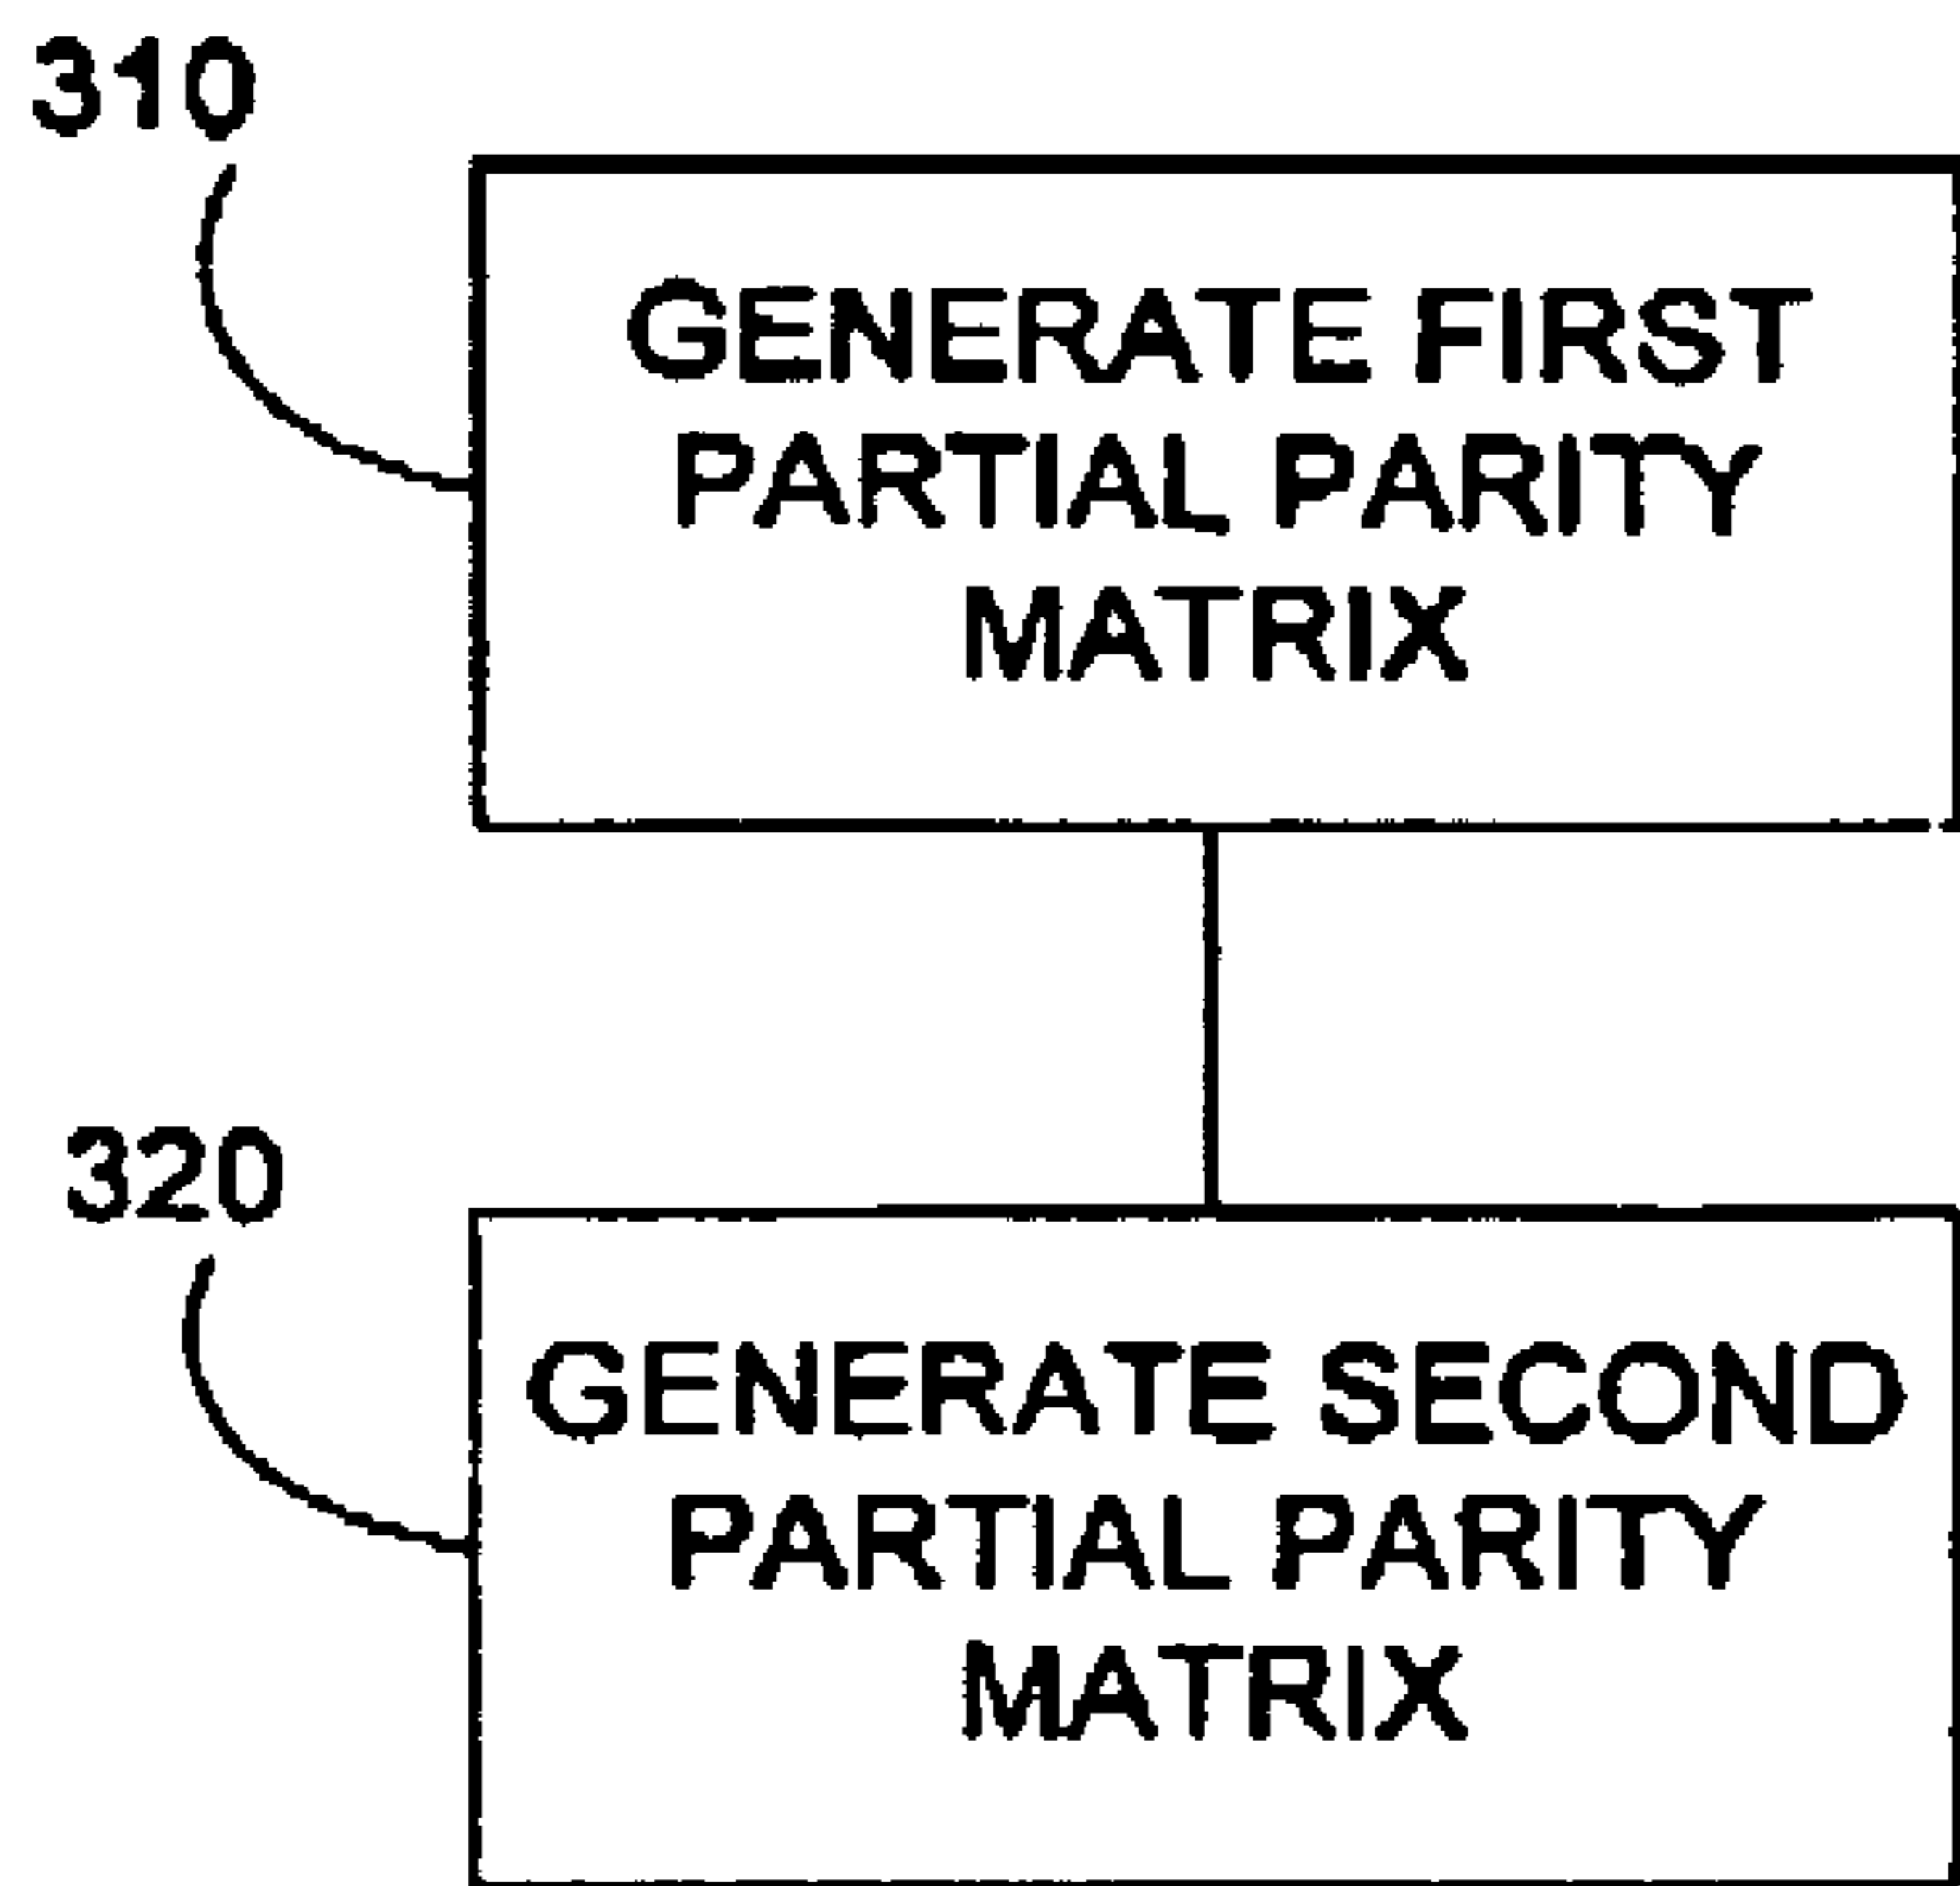 310
GENERATE FIRST
PARTIAL PARITY
MATRIX
320
GENERATE SECOND
PARTIAL PARITY
MATRIX